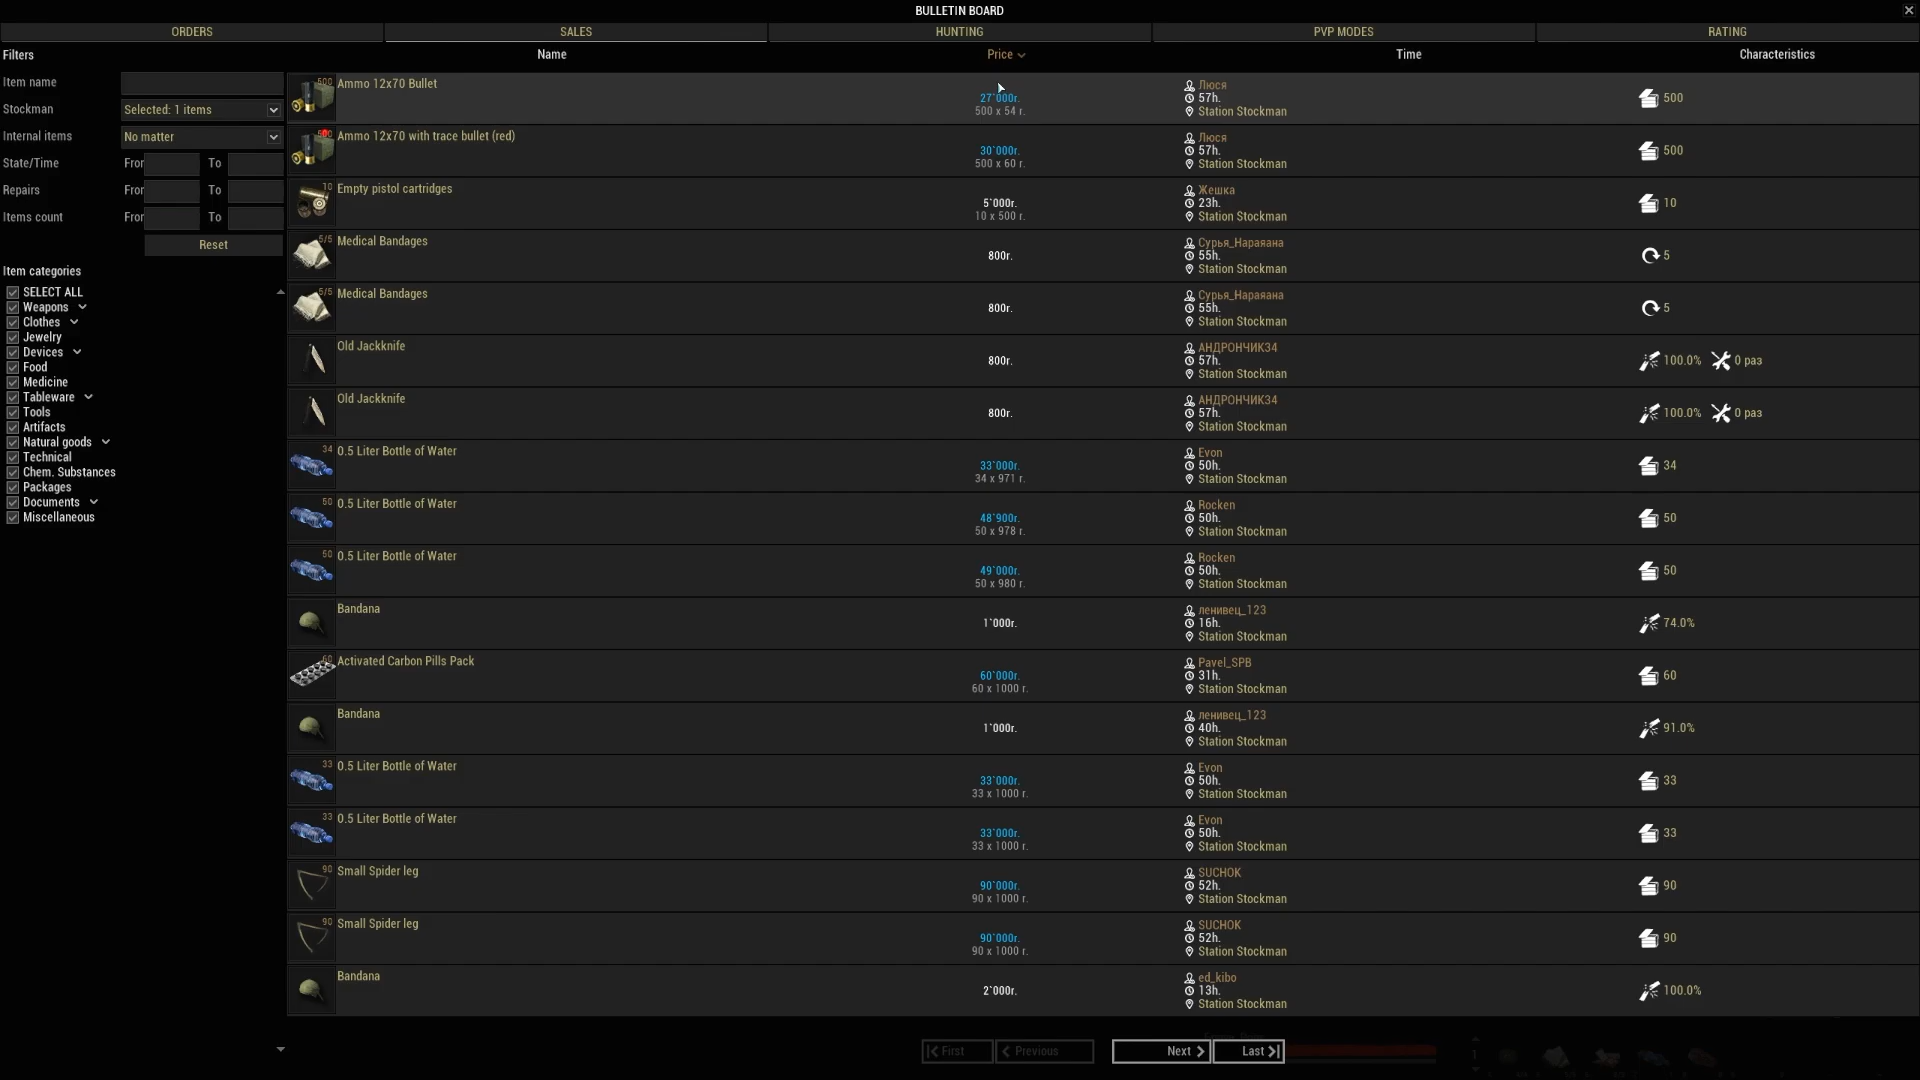 BULLETIN BOARD
ORDERS SALES HUNTING PVP MODES RATING
Filters Name Price Time Characteristics
Item name
Stockman Selected: 1 items
Internal items No matter
State/Time From To
Repairs From To
Items count From To
Reset
Item categories
SELECT ALL
Weapons
Clothes
Jewelry
Devices
Food
Medicine
Tableware
Tools
Artifacts
Natural goods
Technical
Chem. Substances
Packages
Documents
Miscellaneous
500 Ammo 12x70 Bullet
27`000r.
500 x 54 r.
Люся
57h.
Station Stockman
500
500 Ammo 12x70 with trace bullet (red)
30`000r.
500 x 60 r.
Люся
57h.
Station Stockman
500
10 Empty pistol cartridges
5`000r.
10 x 500 r.
Жешка
23h.
Station Stockman
10
5/5 Medical Bandages
800r.
Сурья_Нараяана
55h.
Station Stockman
5
5/5 Medical Bandages
800r.
Сурья_Нараяана
55h.
Station Stockman
5
Old Jackknife
800r.
АНДРОНЧИК34
57h.
Station Stockman
100.0% 0 раз
Old Jackknife
800r.
АНДРОНЧИК34
57h.
Station Stockman
100.0% 0 раз
34 0.5 Liter Bottle of Water
33`000r.
34 x 971 r.
Evon
50h.
Station Stockman
34
50 0.5 Liter Bottle of Water
48`900r.
50 x 978 r.
Rocken
50h.
Station Stockman
50
50 0.5 Liter Bottle of Water
49`000r.
50 x 980 r.
Rocken
50h.
Station Stockman
50
Bandana
1`000r.
ленивец_123
16h.
Station Stockman
74.0%
60 Activated Carbon Pills Pack
60`000r.
60 x 1000 r.
Pavel_SPB
31h.
Station Stockman
60
Bandana
1`000r.
ленивец_123
40h.
Station Stockman
91.0%
33 0.5 Liter Bottle of Water
33`000r.
33 x 1000 r.
Evon
50h.
Station Stockman
33
33 0.5 Liter Bottle of Water
33`000r.
33 x 1000 r.
Evon
50h.
Station Stockman
33
90 Small Spider leg
90`000r.
90 x 1000 r.
SUCHOK
52h.
Station Stockman
90
90 Small Spider leg
90`000r.
90 x 1000 r.
SUCHOK
52h.
Station Stockman
90
Bandana
2`000r.
ed_kibo
13h.
Station Stockman
100.0%
First Previous Next Last
1